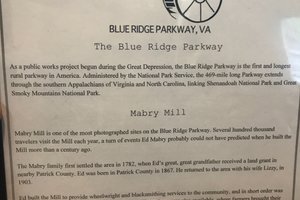 BLUE RIDGE PARKWAY, VA
The Blue Ridge Parkway
As a public works project begun during the Great Depression, the Blue Ridge Parkway is the first and longest
rural parkway in America. Administered by the National Park Service, the 469-mile long Parkway extends
through the southern Appalachians of Virginia and North Carolina, linking Shenandoah National Park and Great
Smoky Mountains National Park.
Mabry Mill
Mabry Mill is one of the most photographed sites on the Blue Ridge Parkway. Several hundred thousand
travelers visit the Mill each year, a turn of events Ed Mabry probably could not have predicted when he built the
Mill more than a century ago.
The Mabry family first settled the area in 1782, when Ed's great, great grandfather received a land grant in
nearby Patrick County. Ed was born in Patrick County in 1867. He returned to the area with his wife Lizzy, in
1903.
Ed built the Mill to provide wheelwright and blacksmithing services to the community, and in short order was